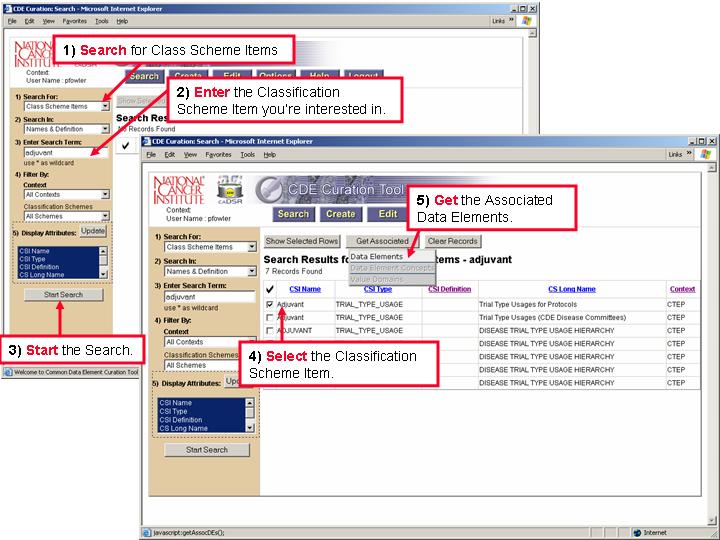 CDE Curation: Search - Microsoft Internet Explorer
File Edit View Favorites Tools Help
Links »
NATIONAL
CANCER
INSTITUTE
Context:
User Name : pfowler
Search Create Edit Options Help Logout
1) Search for Class Scheme Items
2) Enter the Classification
Scheme Item you're interested in.
1) Search For:
Class Scheme Items
2) Search In:
Names & Definition
3) Enter Search Term:
adjuvant
use * as wildcard
4) Filter By:
Context
All Contexts
Classification Schemes
All Schemes
5) Display Attributes: Update
CSI Name
CSI Type
CSI Definition
CS Long Name
Start Search
Show Selected
Search Resu
No Records Found
3) Start the Search.
Welcome to Common Data Element Curation Tool
CDE Curation: Search - Microsoft Internet Explorer
File Edit View Favorites Tools Help
Links »
NATIONAL
CANCER
INSTITUTE
caDSR
CDE Curation Tool
Context:
User Name : pfowler
Search Create Edit
5) Get the Associated
Data Elements.
1) Search For:
Class Scheme Items
2) Search In:
Names & Definition
3) Enter Search Term:
adjuvant
use * as wildcard
4) Filter By:
Context
All Contexts
Classification Schemes
All Schemes
5) Display Attributes: Upd
CSI Name
CSI Type
CSI Definition
CS Long Name
Start Search
Show Selected Rows Get Associated Clear Records
Data Elements
Data Element Concepts
Value Domains
Search Results fo tems - adjuvant
7 Records Found
CSI Name CSI Type CSI Definition CS Long Name Context
Adjuvant TRIAL_TYPE_USAGE Trial Type Usages for Protocols CTEP
Adjuvant TRIAL_TYPE_USAGE Trial Type Usages (CDE Disease Committees) CTEP
ADJUVANT TRIAL_TYPE_USAGE DISEASE TRIAL TYPE USAGE HIERARCHY CTEP
DISEASE TRIAL TYPE USAGE HIERARCHY CTEP
DISEASE TRIAL TYPE USAGE HIERARCHY CTEP
DISEASE TRIAL TYPE USAGE HIERARCHY CTEP
DISEASE TRIAL TYPE USAGE HIERARCHY CTEP
4) Select the Classification
Scheme Item.
javascript:getAssocDEs();
Internet